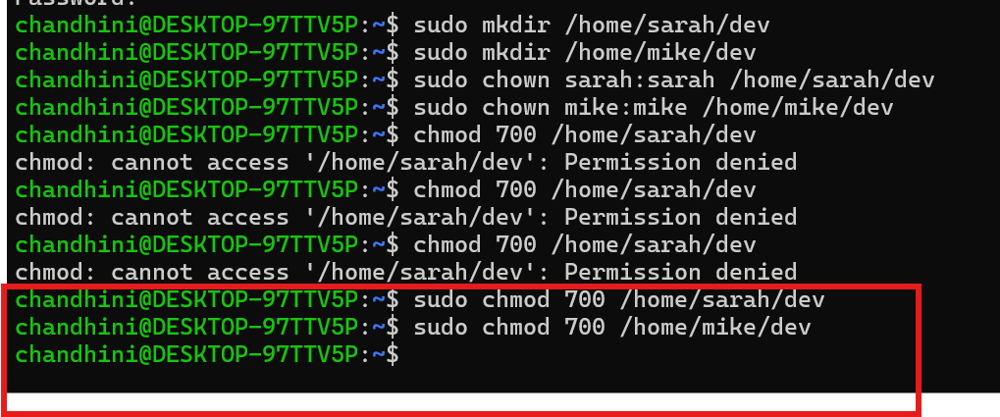 Password:
chandhini@DESKTOP-97TTV5P:~$ sudo mkdir /home/sarah/dev
chandhini@DESKTOP-97TTV5P:~$ sudo mkdir /home/mike/dev
chandhini@DESKTOP-97TTV5P:~$ sudo chown sarah:sarah /home/sarah/dev
chandhini@DESKTOP-97TTV5P:~$ sudo chown mike:mike /home/mike/dev
chandhini@DESKTOP-97TTV5P:~$ chmod 700 /home/sarah/dev
chmod: cannot access '/home/sarah/dev': Permission denied
chandhini@DESKTOP-97TTV5P:~$ chmod 700 /home/sarah/dev
chmod: cannot access '/home/sarah/dev': Permission denied
chandhini@DESKTOP-97TTV5P:~$ chmod 700 /home/sarah/dev
chmod: cannot access '/home/sarah/dev': Permission denied
chandhini@DESKTOP-97TTV5P:~$ sudo chmod 700 /home/sarah/dev
chandhini@DESKTOP-97TTV5P:~$ sudo chmod 700 /home/mike/dev
chandhini@DESKTOP-97TTV5P:~$